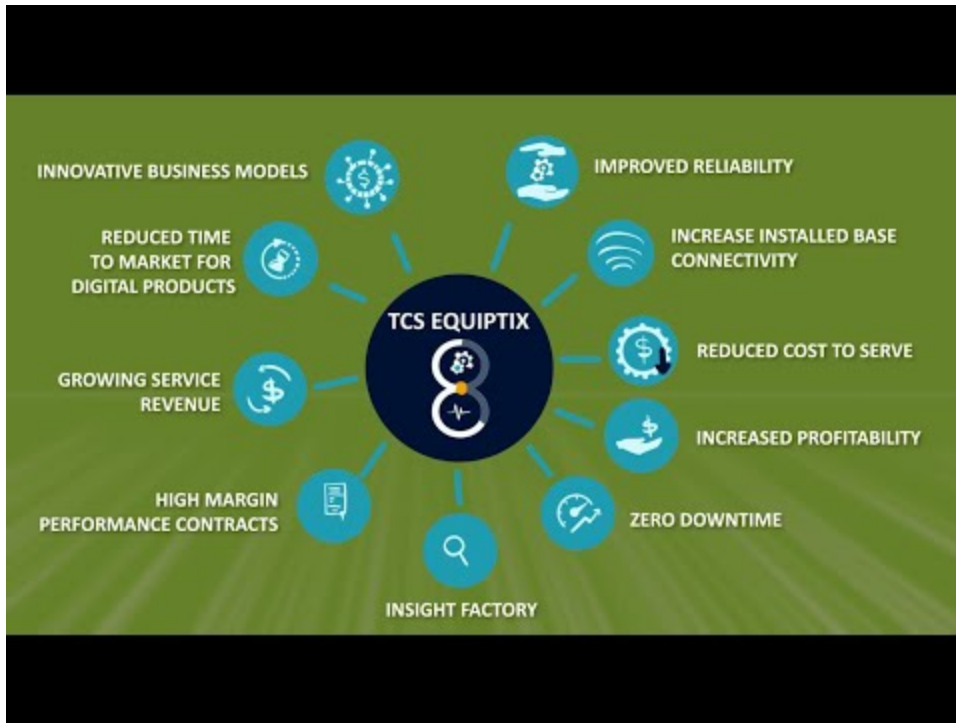 INNOVATIVE BUSINESS MODELS
REDUCED TIME
TO MARKET FOR
DIGITAL PRODUCTS
GROWING SERVICE
REVENUE
HIGH MARGIN
PERFORMANCE CONTRACTS
TCS EQUIPTIX
INSIGHT FACTORY
IMPROVED RELIABILITY
INCREASE INSTALLED BASE
CONNECTIVITY
REDUCED COST TO SERVE
INCREASED PROFITABILITY
ZERO DOWNTIME